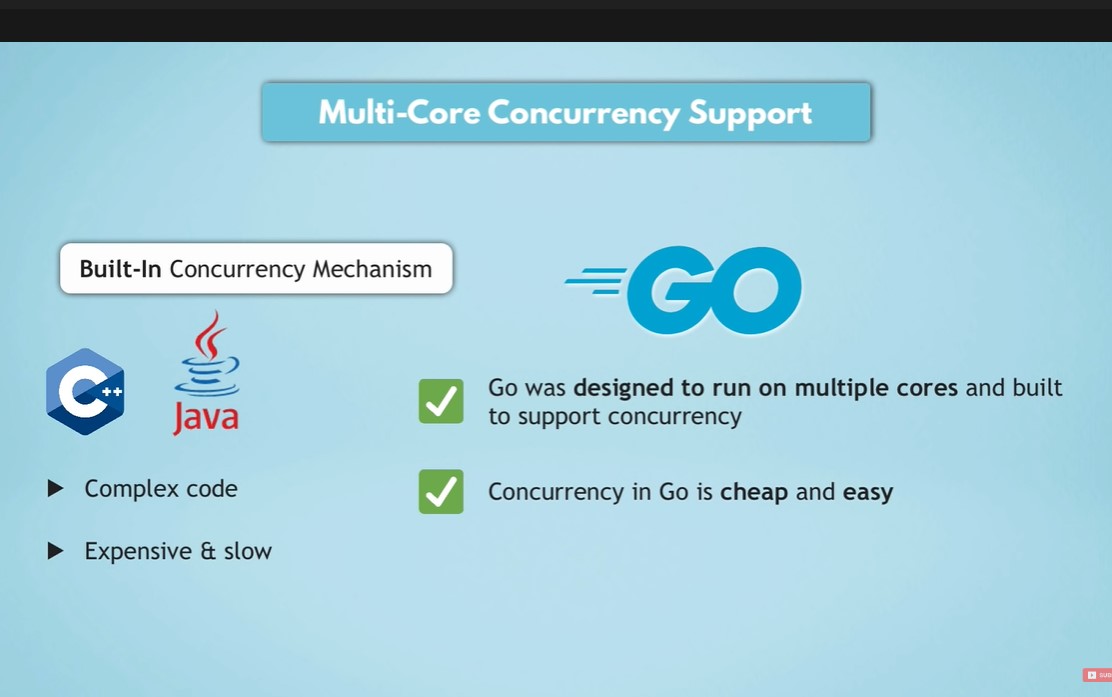 Multi-Core Concurrency Support
Built-In Concurrency Mechanism
GO
C++
Java
Go was designed to run on multiple cores and built
to support concurrency
Concurrency in Go is cheap and easy
Complex code
Expensive & slow